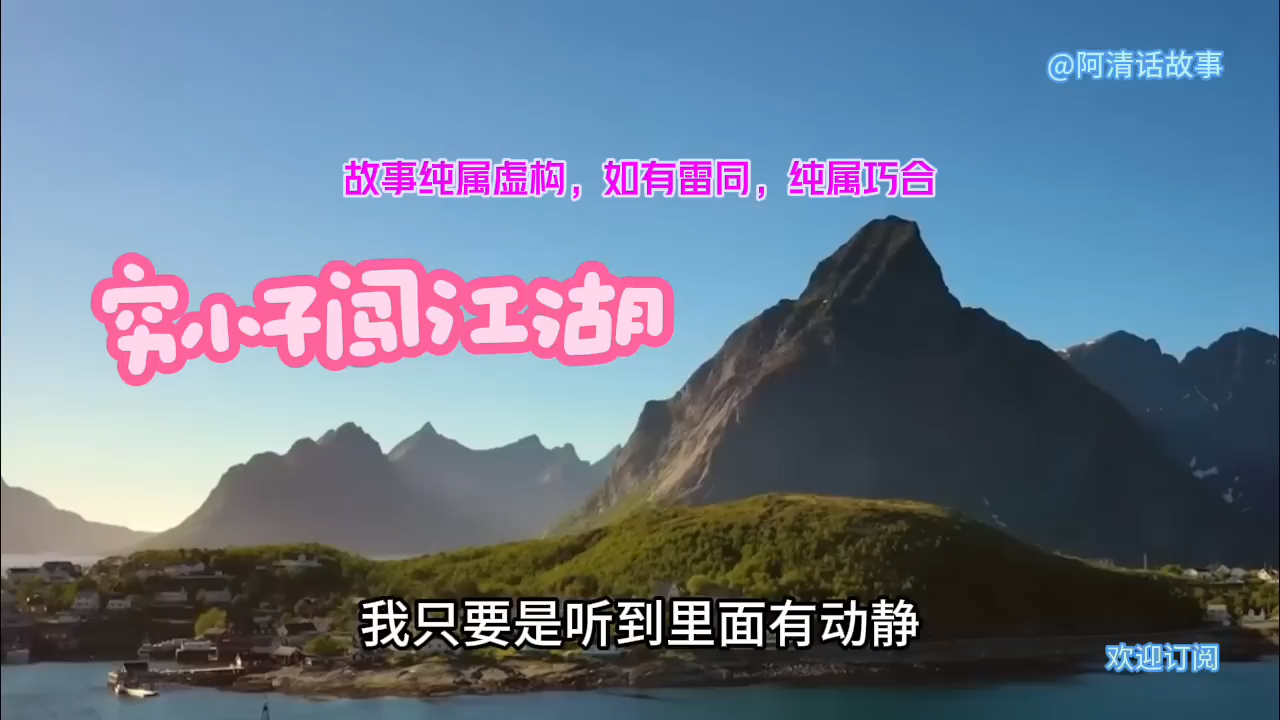 @阿清话故事
故事纯属虚构，如有雷同，纯属巧合
穷小子闯江湖
我只要是听到里面有动静
欢迎订阅